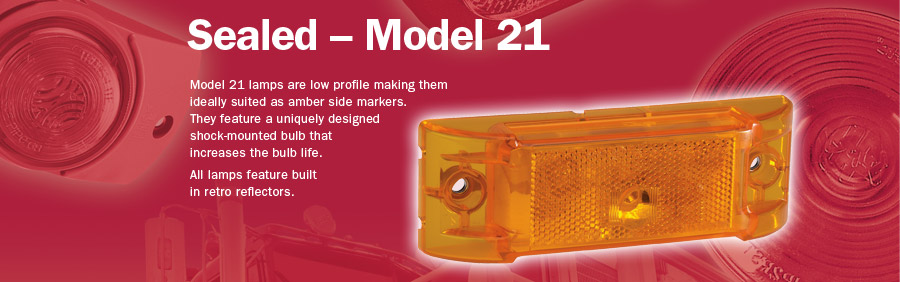 Sealed – Model 21
Model 21 lamps are low profile making them
ideally suited as amber side markers.
They feature a uniquely designed
shock-mounted bulb that
increases the bulb life.
All lamps feature built
in retro reflectors.